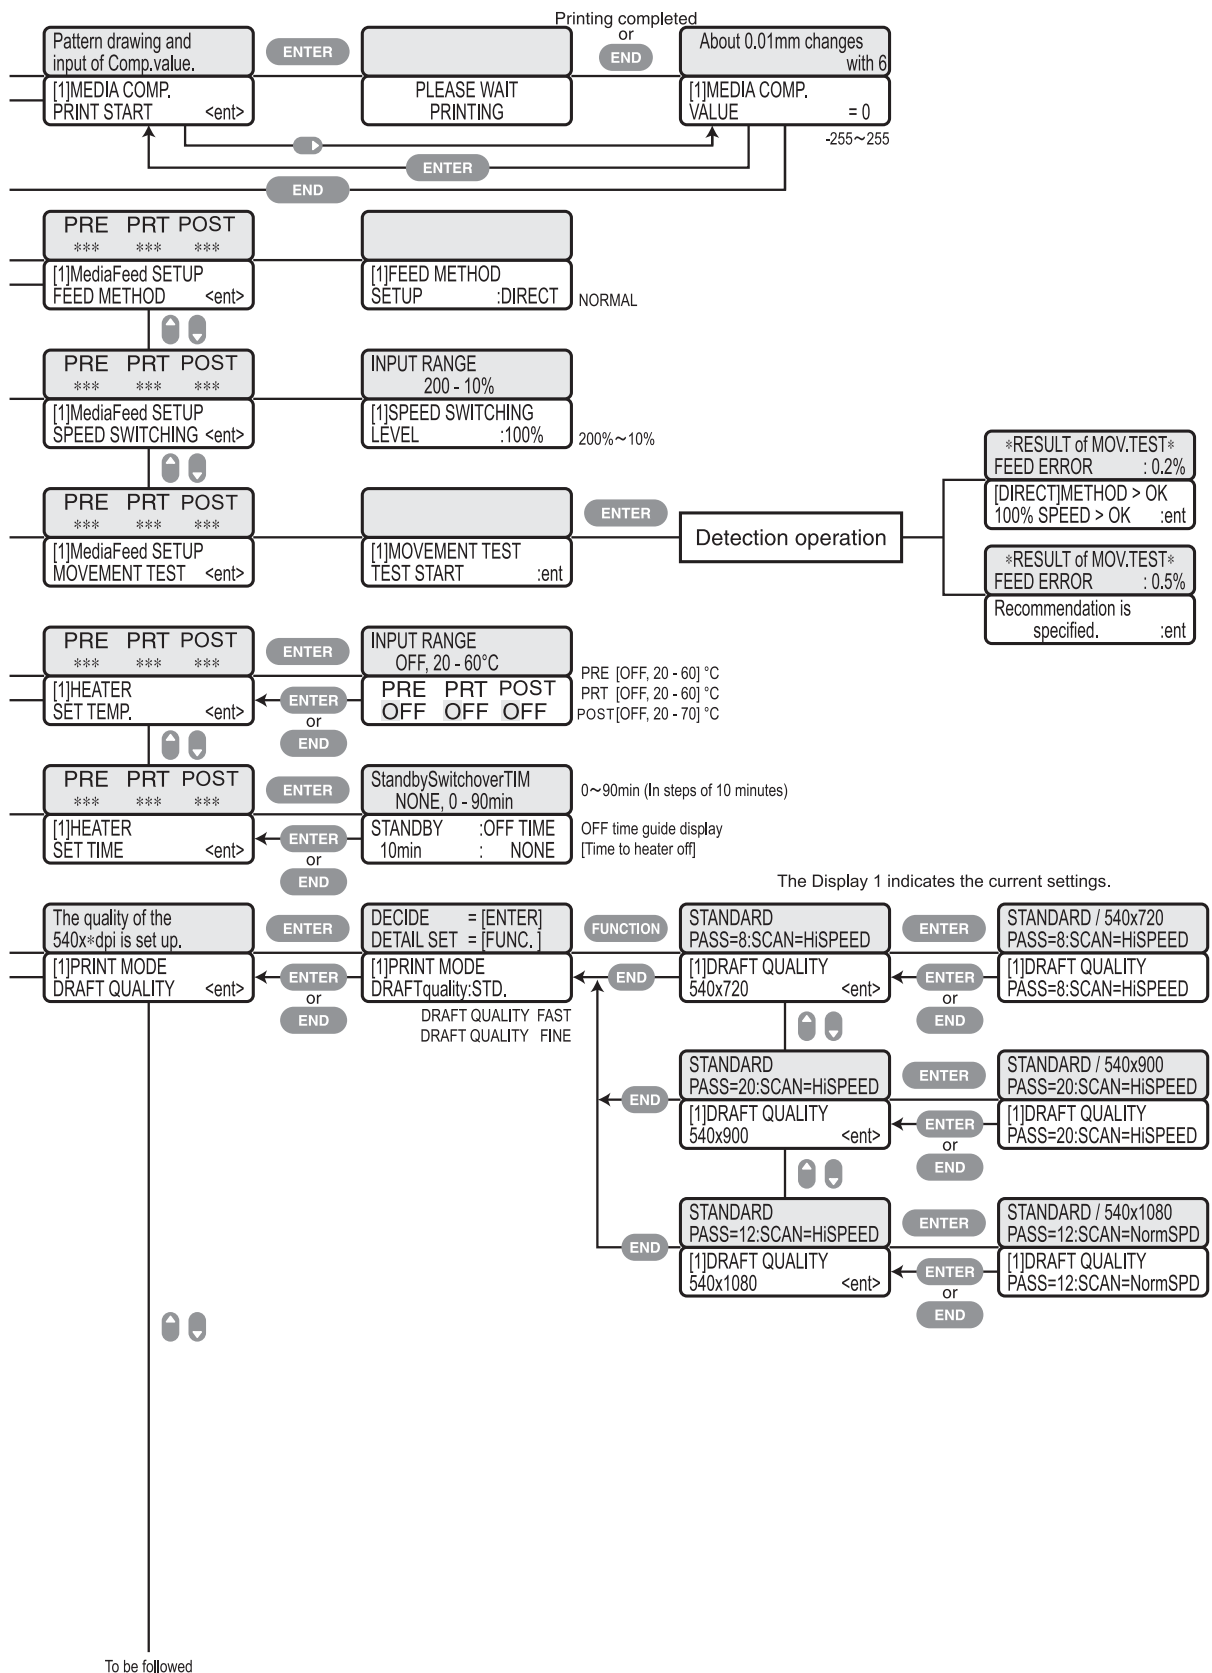 Printing completed
or
Pattern drawing and
input of Comp.value.
ENTER
END
About 0.01mm changes
with 6
[1]MEDIA COMP.
PRINT START <ent>
PLEASE WAIT
PRINTING
[1]MEDIA COMP.
VALUE = 0
-255~255
ENTER
END
PRE PRT POST
*** *** ***
[1]MediaFeed SETUP
FEED METHOD <ent>
[1]FEED METHOD
SETUP :DIRECT
NORMAL
PRE PRT POST
*** *** ***
[1]MediaFeed SETUP
SPEED SWITCHING <ent>
INPUT RANGE
200 - 10%
[1]SPEED SWITCHING
LEVEL :100%
200%~10%
PRE PRT POST
*** *** ***
[1]MediaFeed SETUP
MOVEMENT TEST <ent>
[1]MOVEMENT TEST
TEST START :ent
ENTER
Detection operation
*RESULT of MOV.TEST*
FEED ERROR : 0.2%
[DIRECT]METHOD > OK
100% SPEED > OK :ent
*RESULT of MOV.TEST*
FEED ERROR : 0.5%
Recommendation is
specified. :ent
PRE PRT POST
*** *** ***
[1]HEATER
SET TEMP. <ent>
ENTER
ENTER
or
END
INPUT RANGE
OFF, 20 - 60°C
PRE PRT POST
OFF OFF OFF
PRE [OFF, 20 - 60] °C
PRT [OFF, 20 - 60] °C
POST[OFF, 20 - 70] °C
PRE PRT POST
*** *** ***
[1]HEATER
SET TIME <ent>
ENTER
ENTER
or
END
StandbySwitchoverTIM
NONE, 0 - 90min
STANDBY :OFF TIME
10min : NONE
0~90min (In steps of 10 minutes)
OFF time guide display
[Time to heater off]
The Display 1 indicates the current settings.
The quality of the
540x*dpi is set up.
[1]PRINT MODE
DRAFT QUALITY <ent>
ENTER
ENTER
or
END
DECIDE = [ENTER]
DETAIL SET = [FUNC. ]
[1]PRINT MODE
DRAFTquality:STD.
DRAFT QUALITY FAST
DRAFT QUALITY FINE
FUNCTION
END
STANDARD
PASS=8:SCAN=HiSPEED
[1]DRAFT QUALITY
540x720 <ent>
ENTER
ENTER
or
END
STANDARD / 540x720
PASS=8:SCAN=HiSPEED
[1]DRAFT QUALITY
PASS=8:SCAN=HiSPEED
END
STANDARD
PASS=20:SCAN=HiSPEED
[1]DRAFT QUALITY
540x900 <ent>
ENTER
ENTER
or
END
STANDARD / 540x900
PASS=20:SCAN=HiSPEED
[1]DRAFT QUALITY
PASS=20:SCAN=HiSPEED
END
STANDARD
PASS=12:SCAN=HiSPEED
[1]DRAFT QUALITY
540x1080 <ent>
ENTER
ENTER
or
END
STANDARD / 540x1080
PASS=12:SCAN=NormSPD
[1]DRAFT QUALITY
PASS=12:SCAN=NormSPD
To be followed